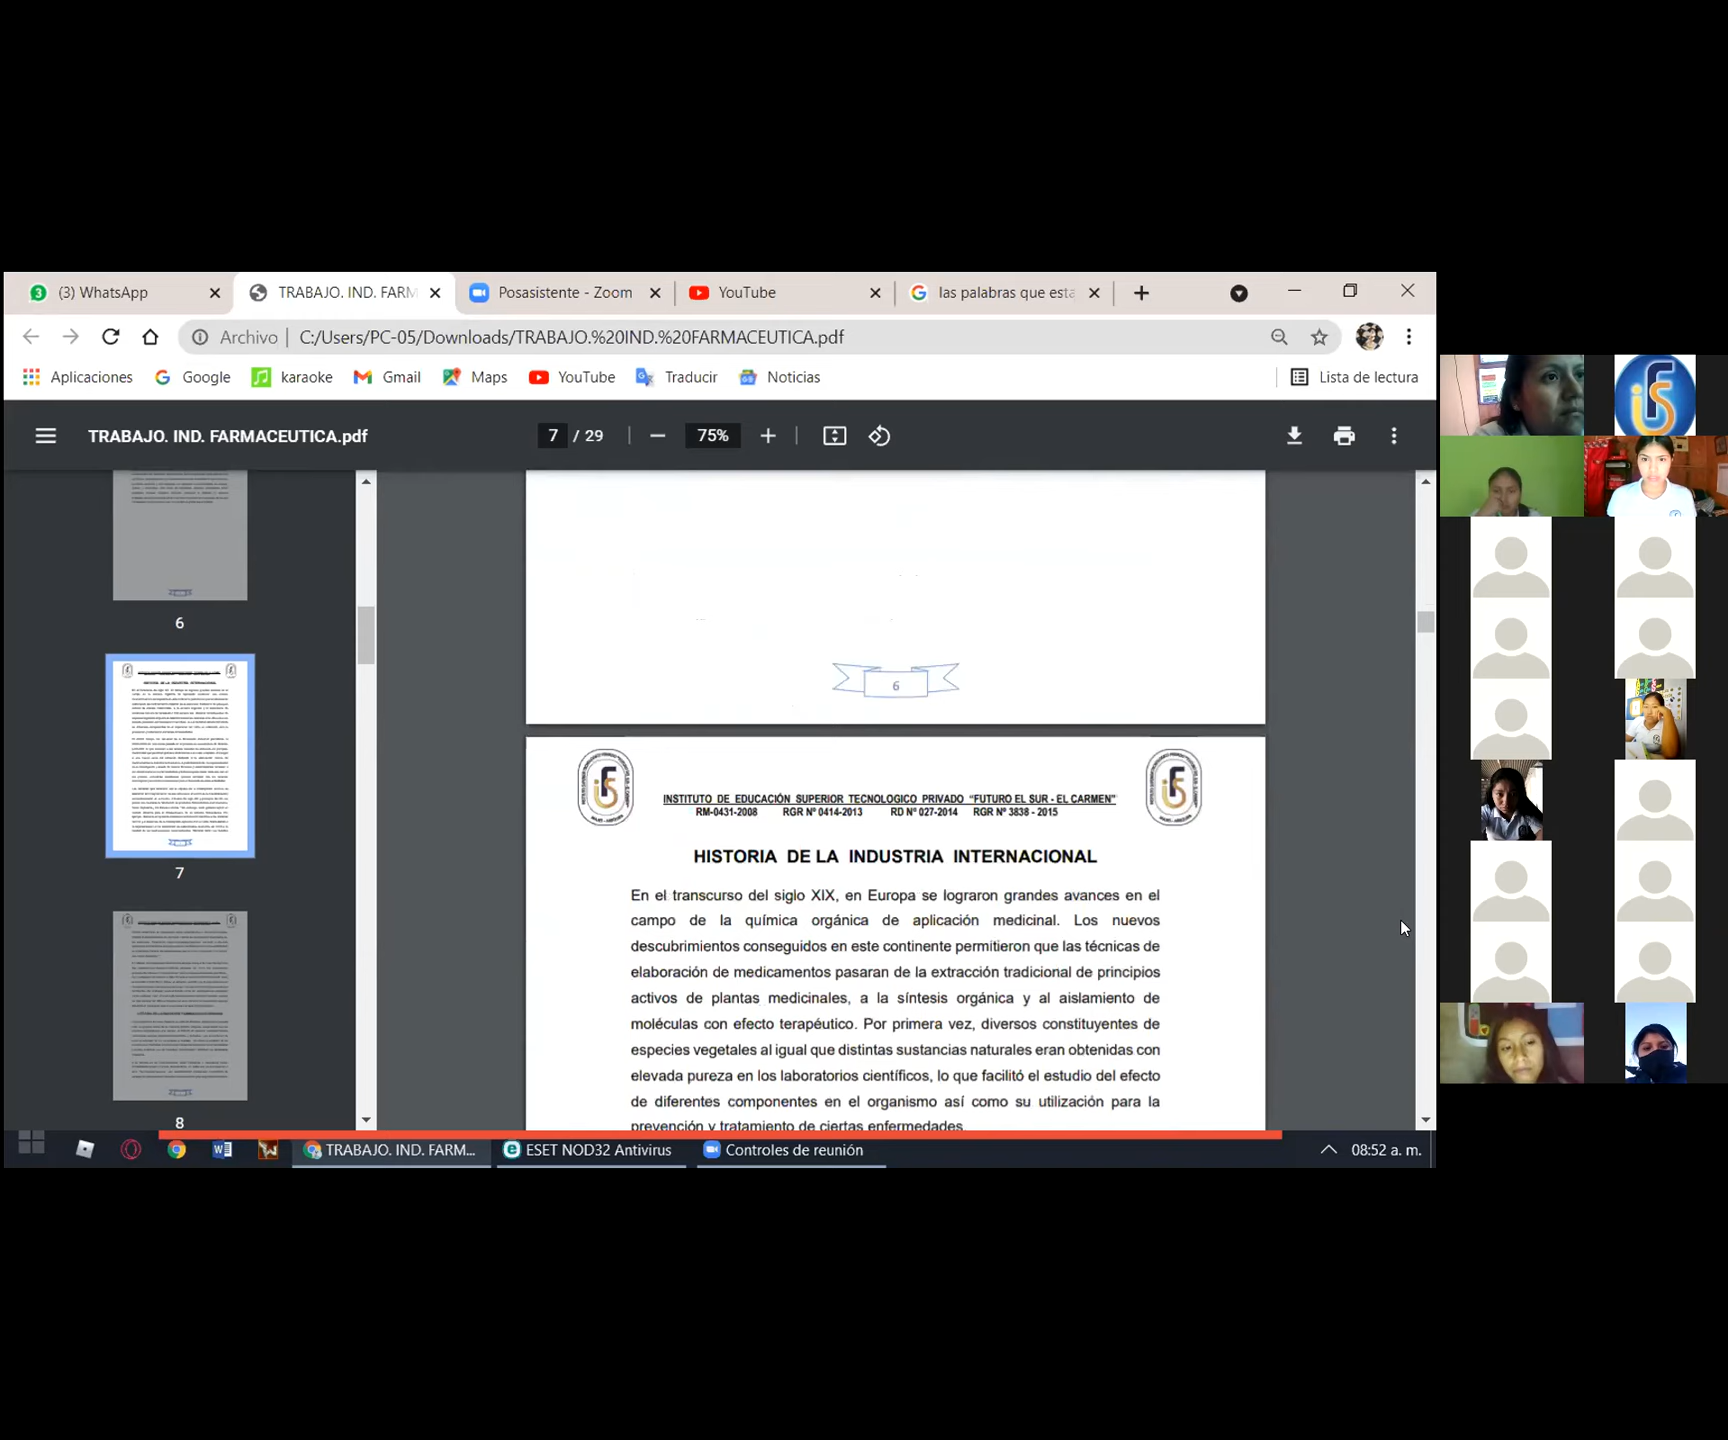 (3) WhatsApp
TRABAJO. IND. FARM
Posasistente - Zoom
YouTube
las palabras que esta
Archivo
C:/Users/PC-05/Downloads/TRABAJO.%20IND.%20FARMACEUTICA.pdf
Aplicaciones
Google
karaoke
Gmail
Maps
YouTube
Traducir
Noticias
Lista de lectura
TRABAJO. IND. FARMACEUTICA.pdf
7 / 29
75%
6
7
8
6
INSTITUTO DE EDUCACIÓN SUPERIOR TECNOLOGICO PRIVADO "FUTURO EL SUR - EL CARMEN"
RM-0431-2008 RGR Nº 0414-2013 RD Nº 027-2014 RGR Nº 3838 - 2015
HISTORIA DE LA INDUSTRIA INTERNACIONAL
En el transcurso del siglo XIX, en Europa se lograron grandes avances en el
campo de la química orgánica de aplicación medicinal. Los nuevos
descubrimientos conseguidos en este continente permitieron que las técnicas de
elaboración de medicamentos pasaran de la extracción tradicional de principios
activos de plantas medicinales, a la síntesis orgánica y al aislamiento de
moléculas con efecto terapéutico. Por primera vez, diversos constituyentes de
especies vegetales al igual que distintas sustancias naturales eran obtenidas con
elevada pureza en los laboratorios científicos, lo que facilitó el estudio del efecto
de diferentes componentes en el organismo así como su utilización para la
prevención y tratamiento de ciertas enfermedades
TRABAJO. IND. FARM...
ESET NOD32 Antivirus
Controles de reunión
08:52 a. m.